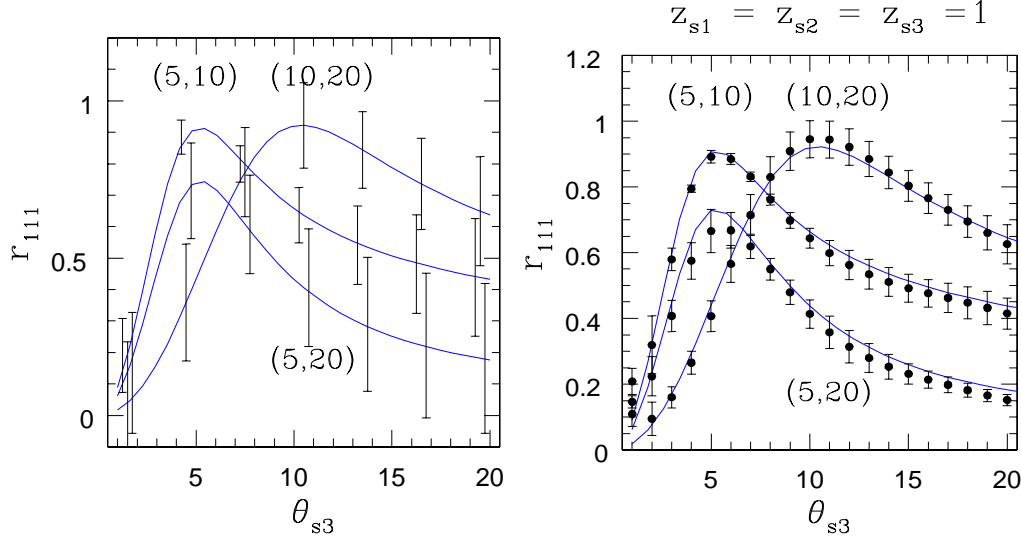 z_s1 = z_s2 = z_s3 = 1
(5,10) (10,20)
(5,20)
r_111
0
0.5
1
5 10 15 20
θ_s3
(5,10) (10,20)
(5,20)
r_111
0
0.2
0.4
0.6
0.8
1
1.2
5 10 15 20
θ_s3